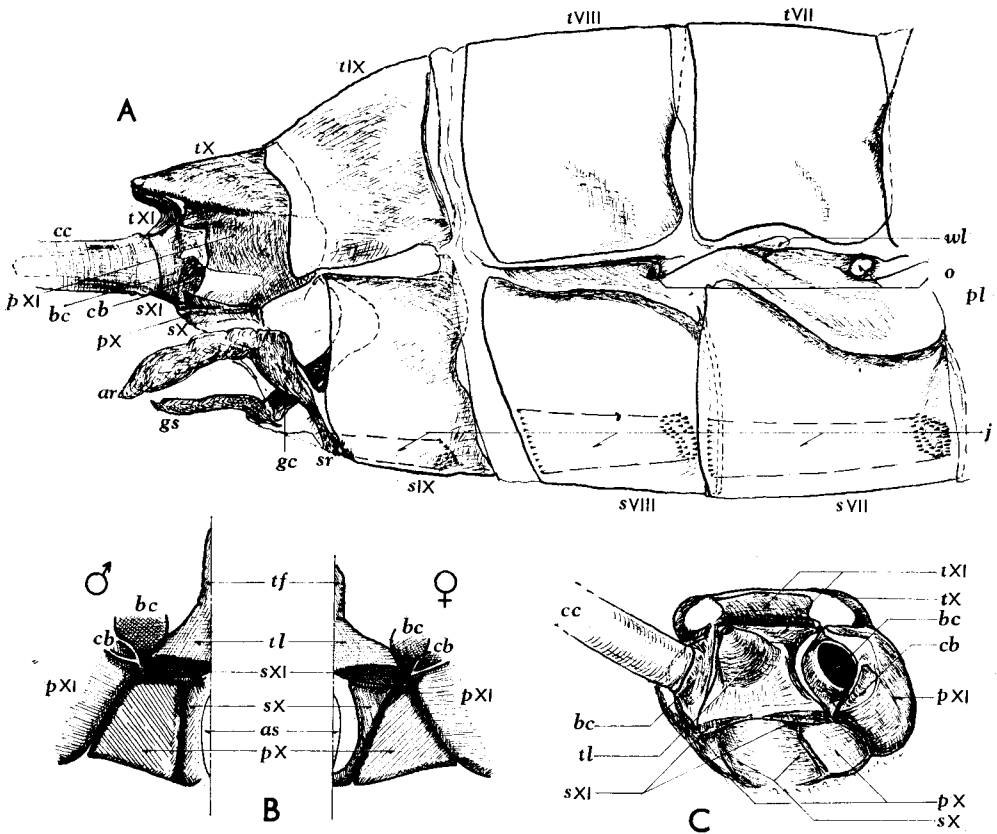 tVIII
tVII
tIX
A
tX
tXI
cc
wl
o
pl
pXI
bc
cb
sXI
pX
sX
ar
gs
gc
sr
j
sIX
sVIII
sVII
♂
tf
♀
tXI
tX
bc
tl
bc
cc
bc
cb
cb
cb
sXI
pXI
pXI
pXI
sX
bc
as
tl
pX
sXI
B
C
pX
sX